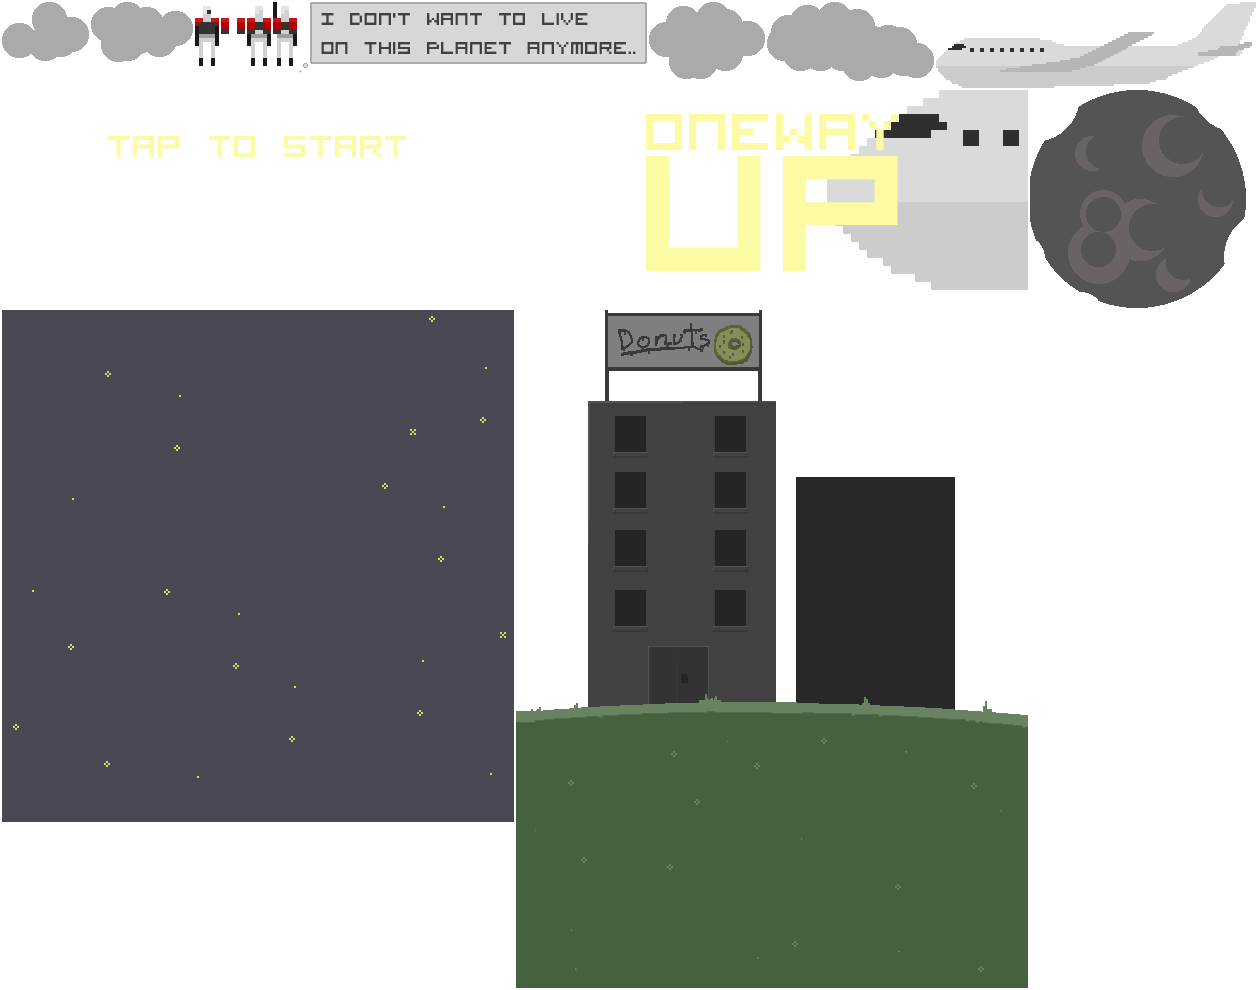 I DON'T WANT TO LIVE
ON THIS PLANET ANYMORE..
TAP TO START
ONEWAY
UP
Donuts